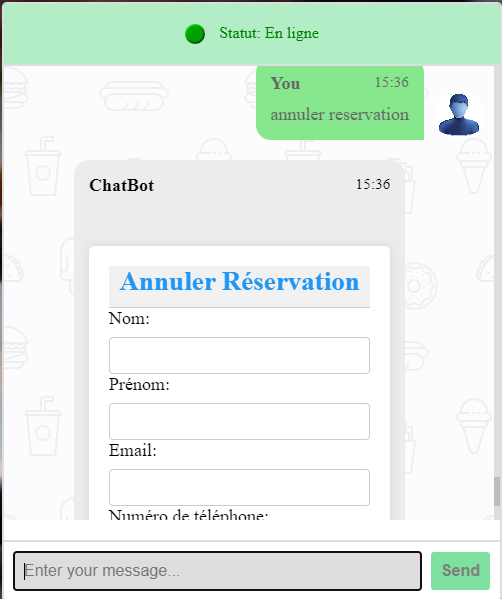 Statut: En ligne
You 15:36
annuler reservation
ChatBot 15:36
Annuler Réservation
Nom:
Prénom:
Email:
Numéro de téléphone:
Enter your message... Send